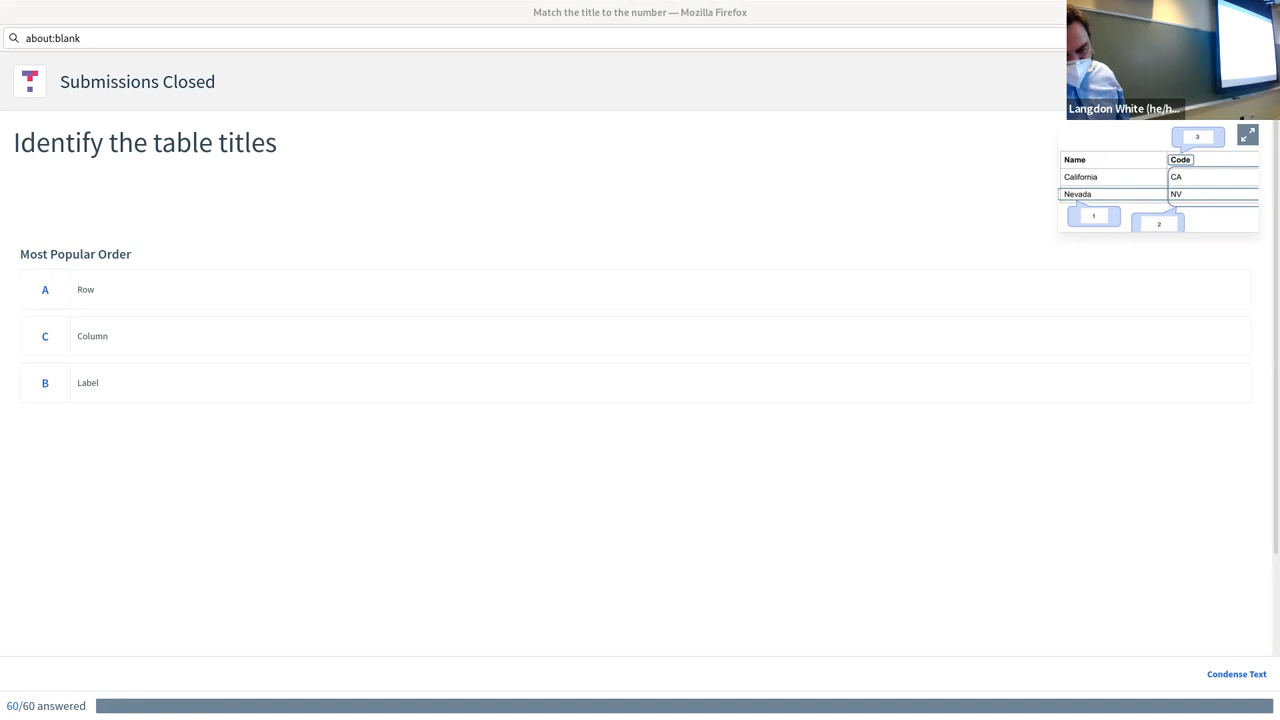 Match the title to the number — Mozilla Firefox
about:blank
Submissions Closed
Langdon White (he/h...
Identify the table titles
3
Name Code
California CA
Nevada NV
1
2
Most Popular Order
A Row
C Column
B Label
Condense Text
60/60 answered